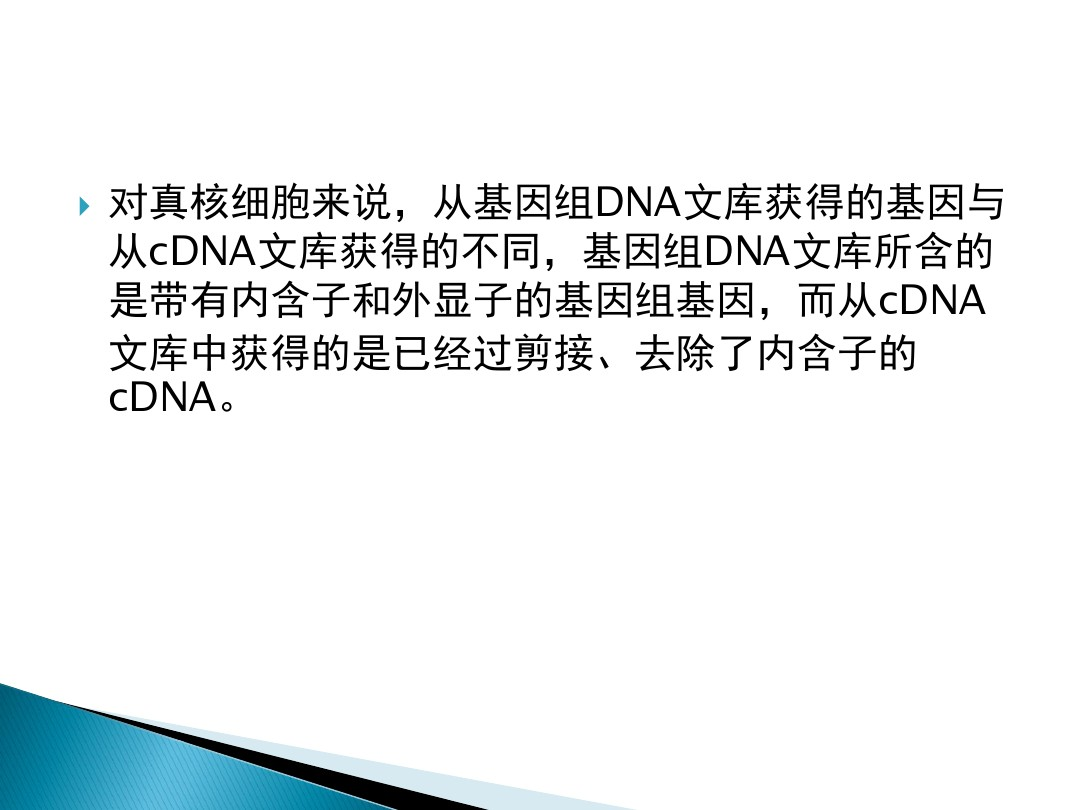 对真核细胞来说，从基因组DNA文库获得的基因与
从cDNA文库获得的不同，基因组DNA文库所含的
是带有内含子和外显子的基因组基因，而从cDNA
文库中获得的是已经过剪接、去除了内含子的
cDNA。